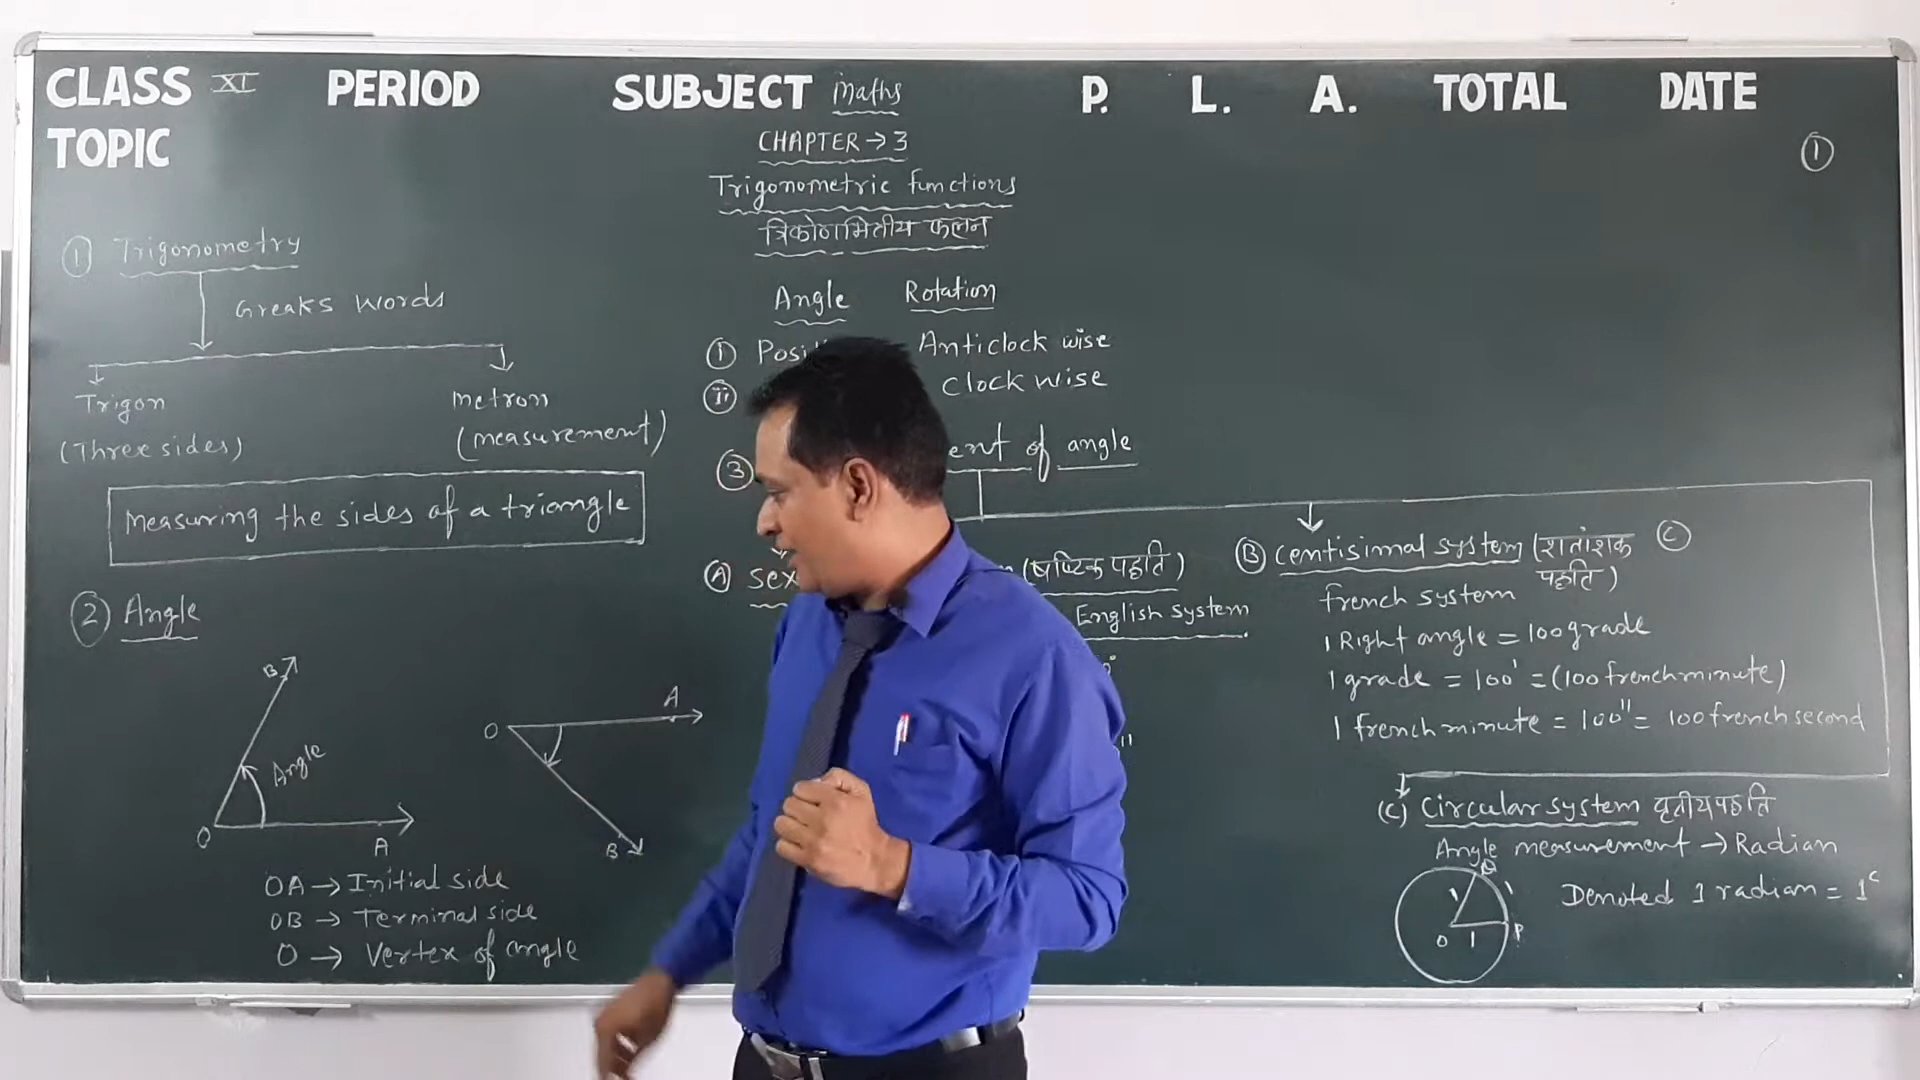 CLASS XI PERIOD SUBJECT Maths P. L. A. TOTAL DATE
TOPIC
①
CHAPTER → 3
Trigonometric functions
त्रिकोणमितीय फलन
① Trigonometry
Greaks words
Trigon
(Three sides)
metron
(measurement)
Measuring the sides of a triangle
② Angle
B
Angle
O
A
O
A
B
OA → Initial side
OB → Terminal side
O → Vertex of angle
Angle Rotation
① Anticlock wise
ⅱ Clock wise
③ of angle
Ⓐ (षष्टिक पद्धति)
English system
Ⓑ Centisimal system (शतांशक
पद्धति)
Ⓒ
french system
1 Right angle = 100 grade
1 grade = 100' = (100 french minute)
1 french minute = 100" = 100 french second
(C) Circular system वृतीय पद्धति
Angle measurement → Radian
Denoted 1 radian = 1ᶜ
1
1
O
1
P